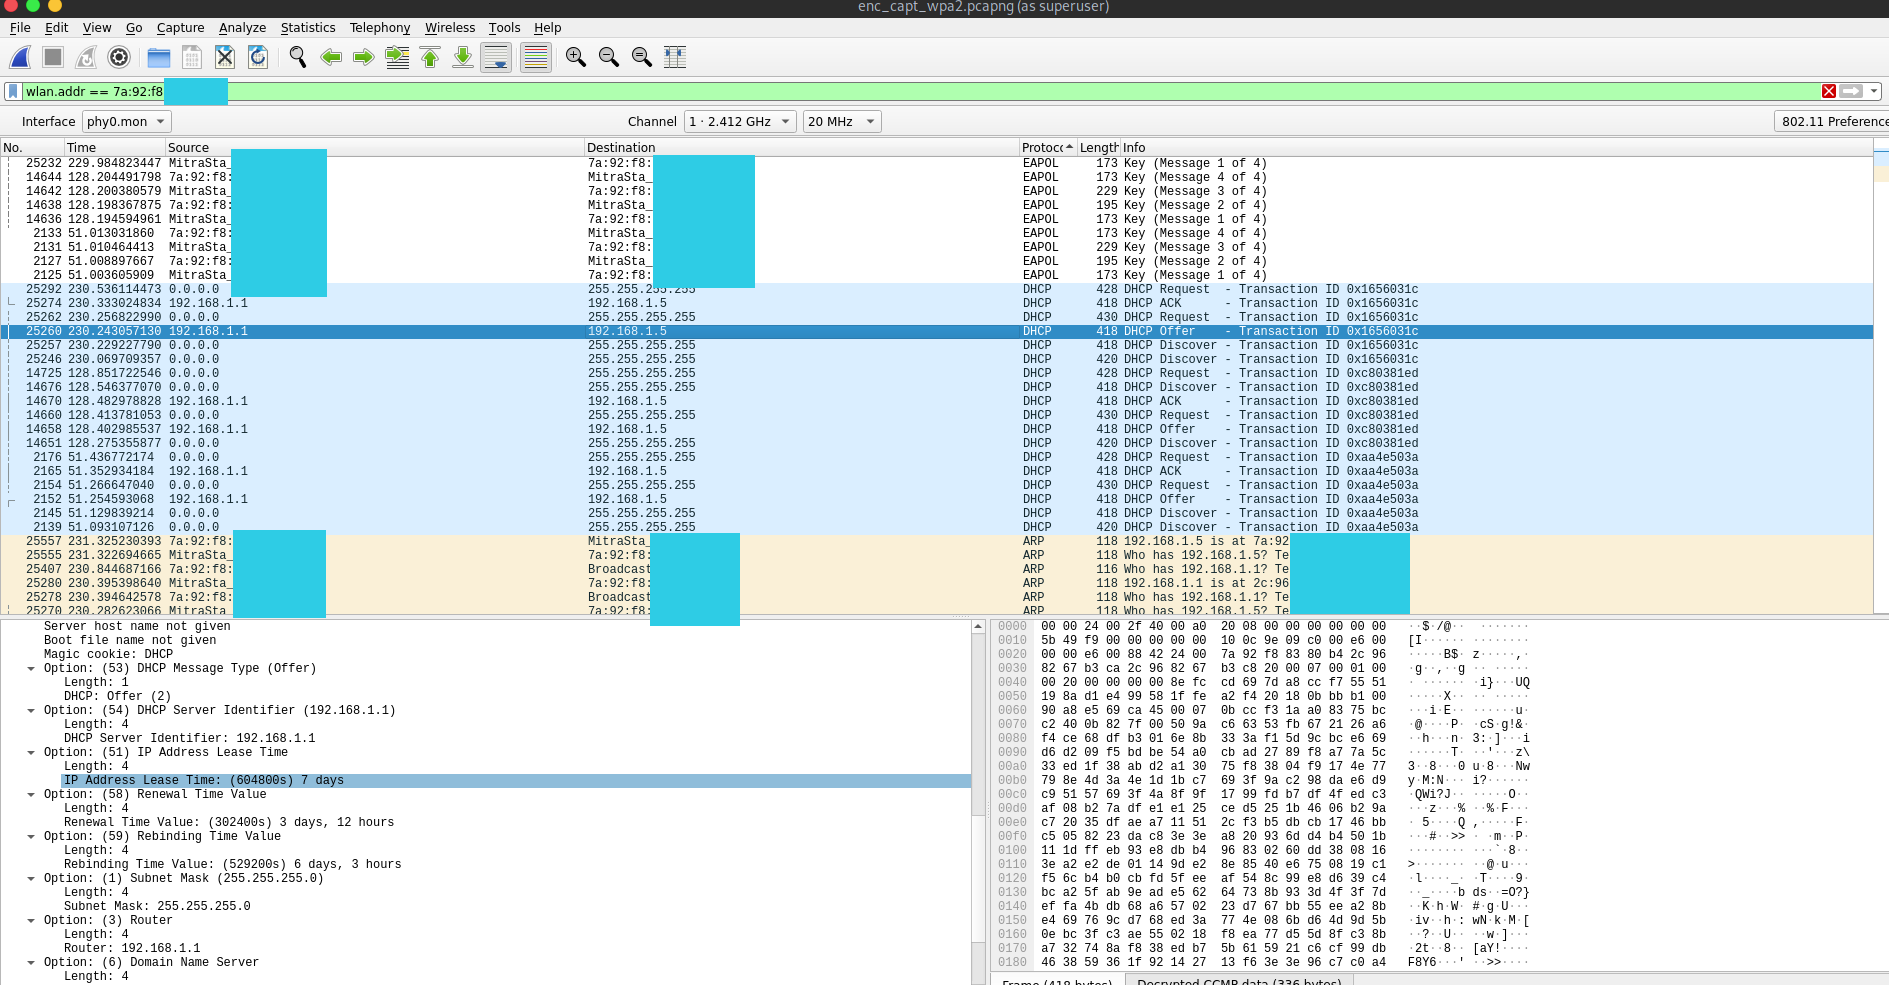 enc_capt_wpa2.pcapng (as superuser)
File Edit View Go Capture Analyze Statistics Telephony Wireless Tools Help
wlan.addr == 7a:92:f8
Interface phy0.mon Channel 1 · 2.412 GHz 20 MHz 802.11 Preference
No. Time Source Destination Protoc Length Info
25232 229.984823447 MitraSta_ 7a:92:f8: EAPOL 173 Key (Message 1 of 4)
14644 128.204491798 7a:92:f8: MitraSta_ EAPOL 173 Key (Message 4 of 4)
14642 128.200380579 MitraSta_ 7a:92:f8: EAPOL 229 Key (Message 3 of 4)
14638 128.198367875 7a:92:f8: MitraSta_ EAPOL 195 Key (Message 2 of 4)
14636 128.194594961 MitraSta_ 7a:92:f8: EAPOL 173 Key (Message 1 of 4)
2133 51.013031860 7a:92:f8: MitraSta_ EAPOL 173 Key (Message 4 of 4)
2131 51.010464413 MitraSta_ 7a:92:f8: EAPOL 229 Key (Message 3 of 4)
2127 51.008897667 7a:92:f8: MitraSta_ EAPOL 195 Key (Message 2 of 4)
2125 51.003605909 MitraSta_ 7a:92:f8: EAPOL 173 Key (Message 1 of 4)
25292 230.536114473 0.0.0.0 255.255.255.255 DHCP 428 DHCP Request - Transaction ID 0x1656031c
25274 230.333024834 192.168.1.1 192.168.1.5 DHCP 418 DHCP ACK - Transaction ID 0x1656031c
25262 230.256822990 0.0.0.0 255.255.255.255 DHCP 430 DHCP Request - Transaction ID 0x1656031c
25260 230.243057130 192.168.1.1 192.168.1.5 DHCP 418 DHCP Offer - Transaction ID 0x1656031c
25257 230.229227790 0.0.0.0 255.255.255.255 DHCP 418 DHCP Discover - Transaction ID 0x1656031c
25246 230.069709357 0.0.0.0 255.255.255.255 DHCP 420 DHCP Discover - Transaction ID 0x1656031c
14725 128.851722546 0.0.0.0 255.255.255.255 DHCP 428 DHCP Request - Transaction ID 0xc80381ed
14676 128.546377070 0.0.0.0 255.255.255.255 DHCP 418 DHCP Discover - Transaction ID 0xc80381ed
14670 128.482978828 192.168.1.1 192.168.1.5 DHCP 418 DHCP ACK - Transaction ID 0xc80381ed
14660 128.413781053 0.0.0.0 255.255.255.255 DHCP 430 DHCP Request - Transaction ID 0xc80381ed
14658 128.402985537 192.168.1.1 192.168.1.5 DHCP 418 DHCP Offer - Transaction ID 0xc80381ed
14651 128.275355877 0.0.0.0 255.255.255.255 DHCP 420 DHCP Discover - Transaction ID 0xc80381ed
2176 51.436772174 0.0.0.0 255.255.255.255 DHCP 428 DHCP Request - Transaction ID 0xaa4e503a
2165 51.352934184 192.168.1.1 192.168.1.5 DHCP 418 DHCP ACK - Transaction ID 0xaa4e503a
2154 51.266647040 0.0.0.0 255.255.255.255 DHCP 430 DHCP Request - Transaction ID 0xaa4e503a
2152 51.254593068 192.168.1.1 192.168.1.5 DHCP 418 DHCP Offer - Transaction ID 0xaa4e503a
2145 51.129839214 0.0.0.0 255.255.255.255 DHCP 418 DHCP Discover - Transaction ID 0xaa4e503a
2139 51.093107126 0.0.0.0 255.255.255.255 DHCP 420 DHCP Discover - Transaction ID 0xaa4e503a
25557 231.325230393 7a:92:f8: MitraSta_ ARP 118 192.168.1.5 is at 7a:92
25555 231.322694665 MitraSta_ 7a:92:f8: ARP 118 Who has 192.168.1.5? Te
25407 230.844687166 7a:92:f8: Broadcast ARP 116 Who has 192.168.1.1? Te
25280 230.395398640 MitraSta_ 7a:92:f8: ARP 118 192.168.1.1 is at 2c:96
25278 230.394642578 7a:92:f8: Broadcast ARP 118 Who has 192.168.1.1? Te
25270 230.282623066 MitraSta_ 7a:92:f8: ARP 118 Who has 192.168.1.5? Te
Server host name not given
Boot file name not given
Magic cookie: DHCP
Option: (53) DHCP Message Type (Offer)
Length: 1
DHCP: Offer (2)
Option: (54) DHCP Server Identifier (192.168.1.1)
Length: 4
DHCP Server Identifier: 192.168.1.1
Option: (51) IP Address Lease Time
Length: 4
IP Address Lease Time: (604800s) 7 days
Option: (58) Renewal Time Value
Length: 4
Renewal Time Value: (302400s) 3 days, 12 hours
Option: (59) Rebinding Time Value
Length: 4
Rebinding Time Value: (529200s) 6 days, 3 hours
Option: (1) Subnet Mask (255.255.255.0)
Length: 4
Subnet Mask: 255.255.255.0
Option: (3) Router
Length: 4
Router: 192.168.1.1
Option: (6) Domain Name Server
Length: 4
0000 00 00 24 00 2f 40 00 a0 20 08 00 00 00 00 00 00 ··$·/@·· ·······
0010 5b 49 f9 00 00 00 00 00 10 0c 9e 09 c0 00 e6 00 [I·············
0020 00 00 e6 00 88 42 24 00 7a 92 f8 83 80 b4 2c 96 ·····B$· z·····,·
0030 82 67 b3 ca 2c 96 82 67 b3 c8 20 00 07 00 01 00 ·g··,··g ·· ·····
0040 00 20 00 00 00 00 8e fc cd 69 7d a8 cc f7 55 51 · ······ ·i}···UQ
0050 19 8a d1 e4 99 58 1f fe a2 f4 20 18 0b bb b1 00 ·····X·· ·· ·····
0060 90 a8 e5 69 ca 45 00 07 0b cc f3 1a a0 83 75 bc ···i·E·· ······u·
0070 c2 40 0b 82 7f 00 50 9a c6 63 53 fb 67 21 26 a6 ·@····P· ·cS·g!&·
0080 f4 ce 68 df b3 01 6e 8b 33 3a f1 5d 9c bc e6 69 ··h···n· 3:·]···i
0090 d6 d2 09 f5 bd be 54 a0 cb ad 27 89 f8 a7 7a 5c ······T· ··'···z\
00a0 33 ed 1f 38 ab d2 a1 30 75 f8 38 04 f9 17 4e 77 3··8···0 u·8···Nw
00b0 79 8e 4d 3a 4e 1d 1b c7 69 3f 9a c2 98 da e6 d9 y·M:N··· i?······
00c0 c9 51 57 69 3f 4a 8f 9f 17 99 fd b7 df 4f ed c3 ·QWi?J·· ·····O··
00d0 af 08 b2 7a df e1 e1 25 ce d5 25 1b 46 06 b2 9a ···z···% ··%·F···
00e0 c7 20 35 df ae a7 11 51 2c f3 b5 db cb 17 46 bb · 5····Q ,·····F·
00f0 c5 05 82 23 da c8 3e 3e a8 20 93 6d d4 b4 50 1b ···#··>> · ·m··P·
0100 11 1d ff eb 93 e8 db b4 96 83 02 60 dd 38 08 16 ········ ···`·8··
0110 3e a2 e2 de 01 14 9d e2 8e 85 40 e6 75 08 19 c1 >······· ··@·u···
0120 f5 6c b4 b0 cb fd 5f ee af 54 8c 99 e8 d6 39 c4 ·l····_· ·T····9·
0130 bc a2 5f ab 9e ad e5 62 64 73 8b 93 3d 4f 3f 7d ··_····b ds··=O?}
0140 ef fa 4b db 68 a6 57 02 23 d7 67 bb 55 ee a2 8b ··K·h·W· #·g·U···
0150 e4 69 76 9c d7 68 ed 3a 77 4e 08 6b d6 4d 9d 5b ·iv··h·: wN·k·M·[
0160 0e bc 3f c3 ae 55 02 18 f8 ea 77 d5 5d 8f c3 8b ··?··U·· ··w·]···
0170 a7 32 74 8a f8 38 ed b7 5b 61 59 21 c6 cf 99 db ·2t··8·· [aY!····
0180 46 38 59 36 1f 92 14 27 13 f6 3e 3e 96 c7 c0 a4 F8Y6···' ··>>····
Frame (418 bytes) Decrypted CCMP data (336 bytes)